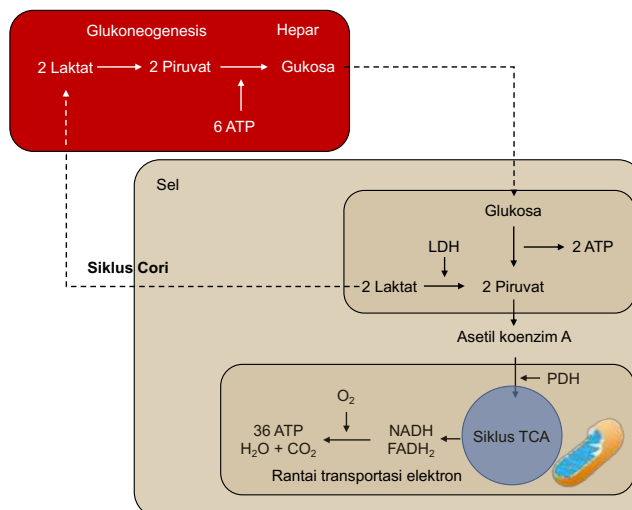 Glukoneogenesis
Hepar
2 Laktat
2 Piruvat
Gukosa
6 ATP
Sel
Glukosa
2 ATP
LDH
Siklus Cori
2 Laktat
2 Piruvat
Asetil koenzim A
PDH
O₂
36 ATP
H₂O + CO₂
NADH
FADH₂
Siklus TCA
Rantai transportasi elektron